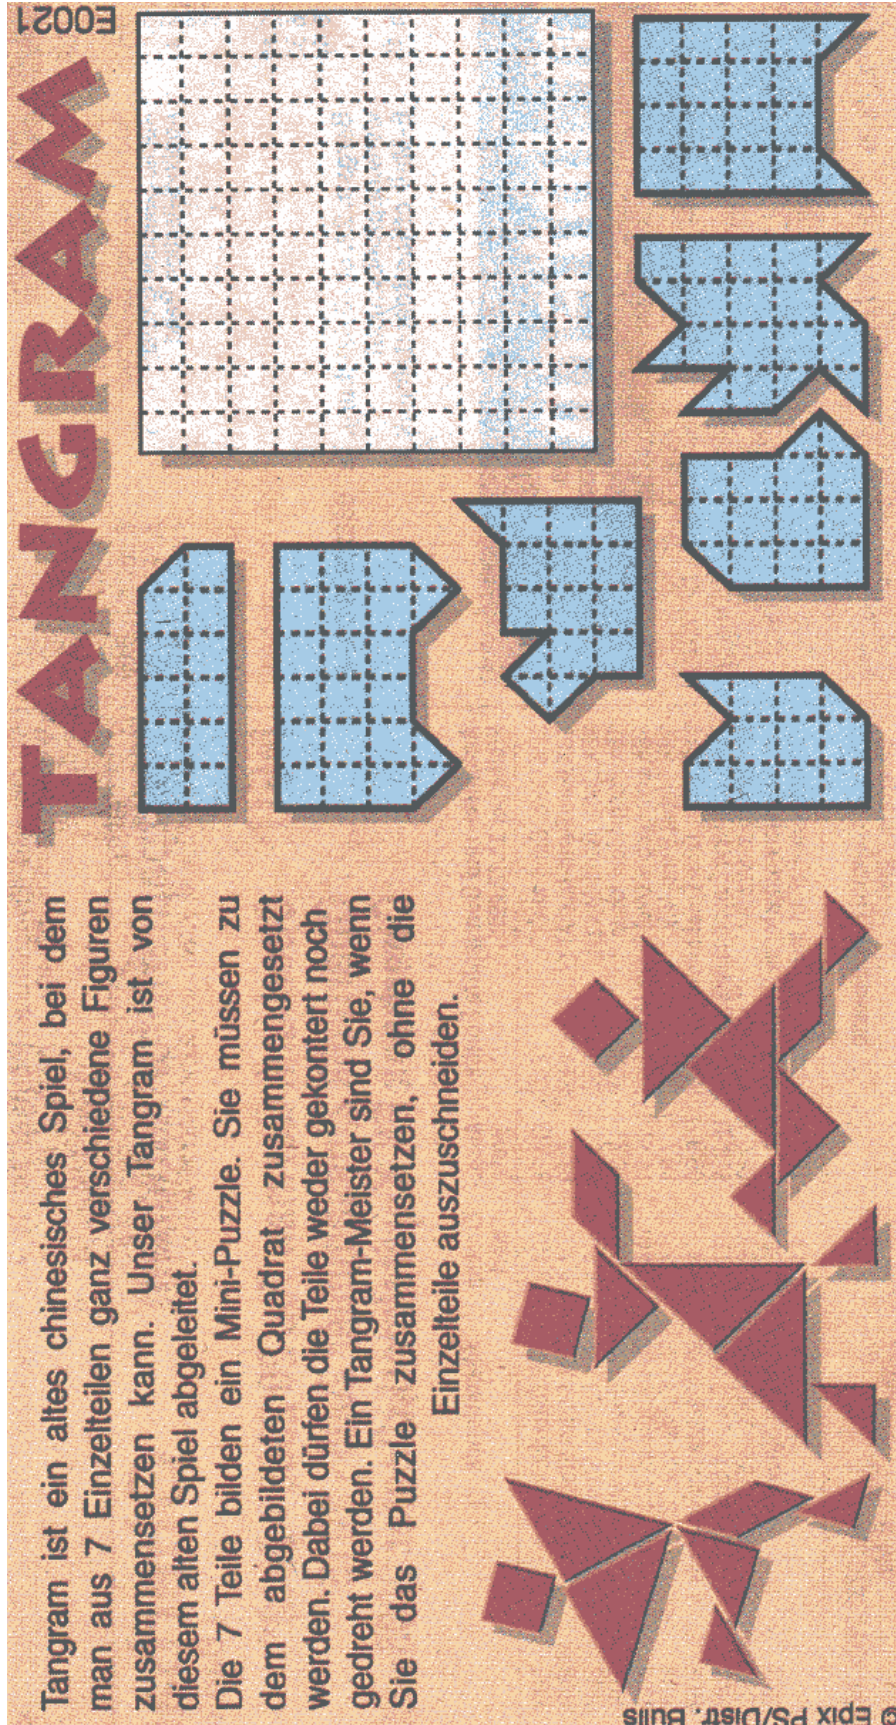 TANGRAM
E0021
Tangram ist ein altes chinesisches Spiel, bei dem
man aus 7 Einzelteilen ganz verschiedene Figuren
zusammensetzen kann. Unser Tangram ist von
diesem alten Spiel abgeleitet.
Die 7 Teile bilden ein Mini-Puzzle. Sie müssen zu
dem abgebildeten Quadrat zusammengesetzt
werden. Dabei dürfen die Teile weder gekontert noch
gedreht werden. Ein Tangram-Meister sind Sie, wenn
Sie das Puzzle zusammensetzen, ohne die
Einzelteile auszuschneiden.
© Epix PS/Distr. Bulls